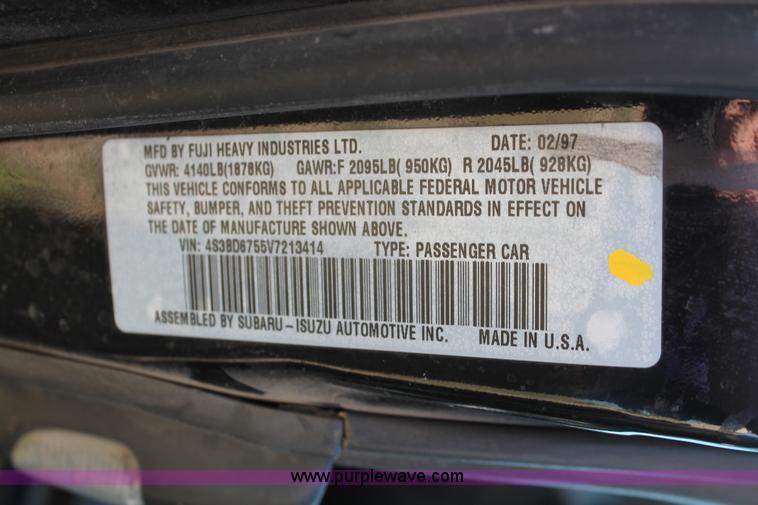 MFD BY FUJI HEAVY INDUSTRIES LTD. DATE: 02/97
GVWR: 4140LB(1878KG) GAWR:F 2095LB( 950KG) R 2045LB( 928KG)
THIS VEHICLE CONFORMS TO ALL APPLICABLE FEDERAL MOTOR VEHICLE
SAFETY, BUMPER, AND THEFT PREVENTION STANDARDS IN EFFECT ON
THE DATE OF MANUFACTURE SHOWN ABOVE.
VIN: 4S3BD6755V7213414 TYPE: PASSENGER CAR
ASSEMBLED BY SUBARU-ISUZU AUTOMOTIVE INC. MADE IN U.S.A.
www.purplewave.com